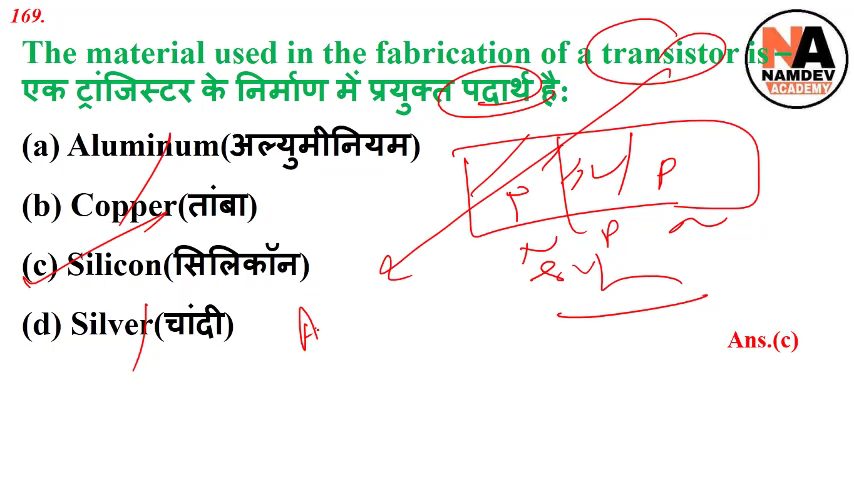 169.
The material used in the fabrication of a transistor is –
एक ट्रांजिस्टर के निर्माण में प्रयुक्त पदार्थ है:
NA
NAMDEV
ACADEMY
(a) Aluminum(अल्युमीनियम)
(b) Copper(तांबा)
(c) Silicon(सिलिकॉन)
(d) Silver(चांदी)
P
P
P
A
Ans.(c)